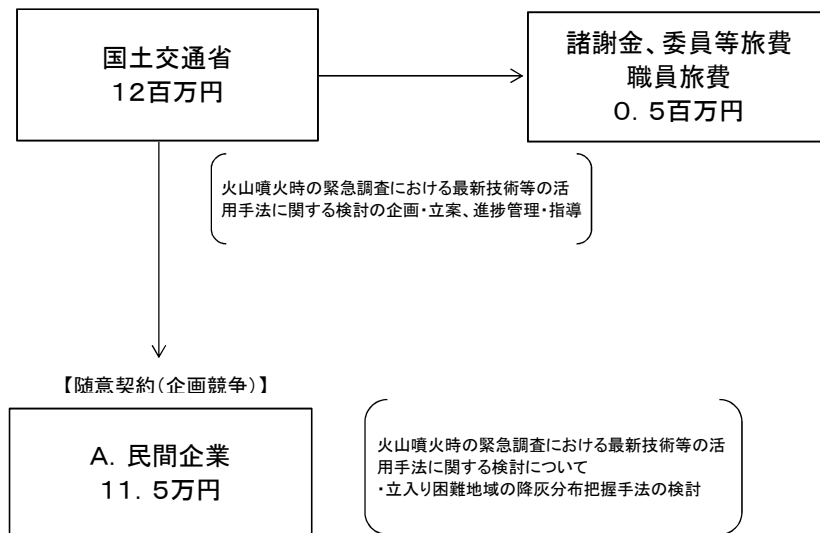 国土交通省
12百万円
諸謝金、委員等旅費
職員旅費
0.5百万円
火山噴火時の緊急調査における最新技術等の活
用手法に関する検討の企画・立案、進捗管理・指導
【随意契約(企画競争)】
A. 民間企業
11.5万円
火山噴火時の緊急調査における最新技術等の活
用手法に関する検討について
・立入り困難地域の降灰分布把握手法の検討